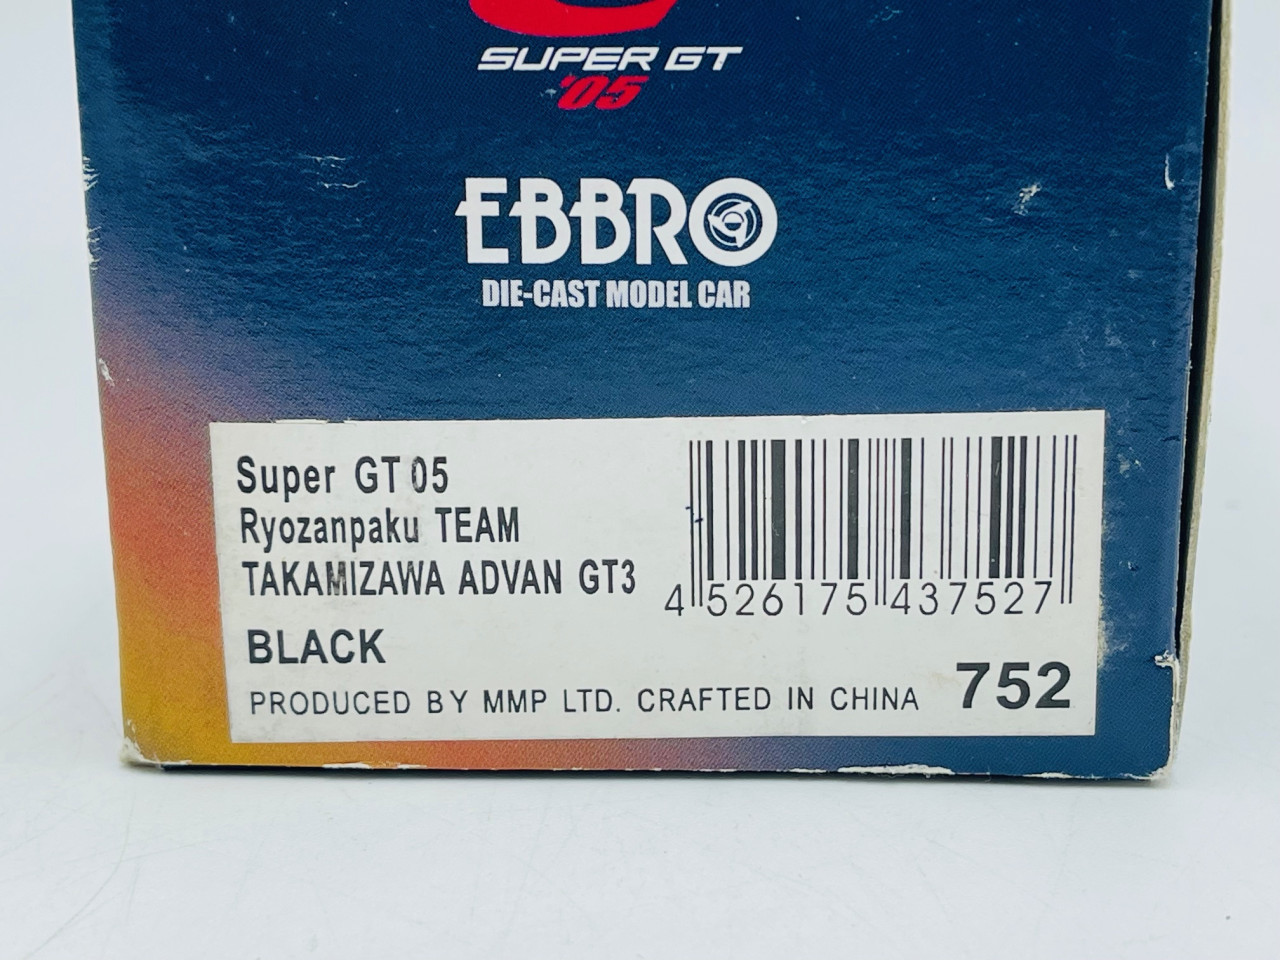 SUPER GT
'05
EBBRO
DIE-CAST MODEL CAR
Super GT 05
Ryozanpaku TEAM
TAKAMIZAWA ADVAN GT3
4 526175 437527
BLACK
752
PRODUCED BY MMP LTD. CRAFTED IN CHINA